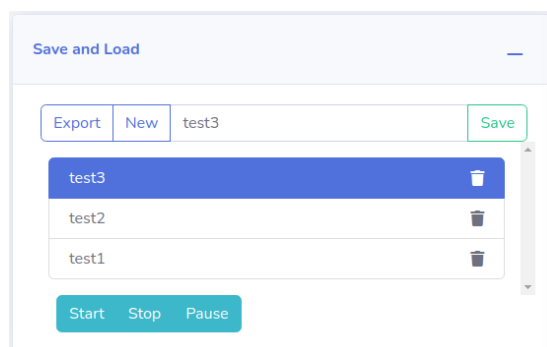 Save and Load
Export New test3 Save
test3
test2
test1
Start Stop Pause